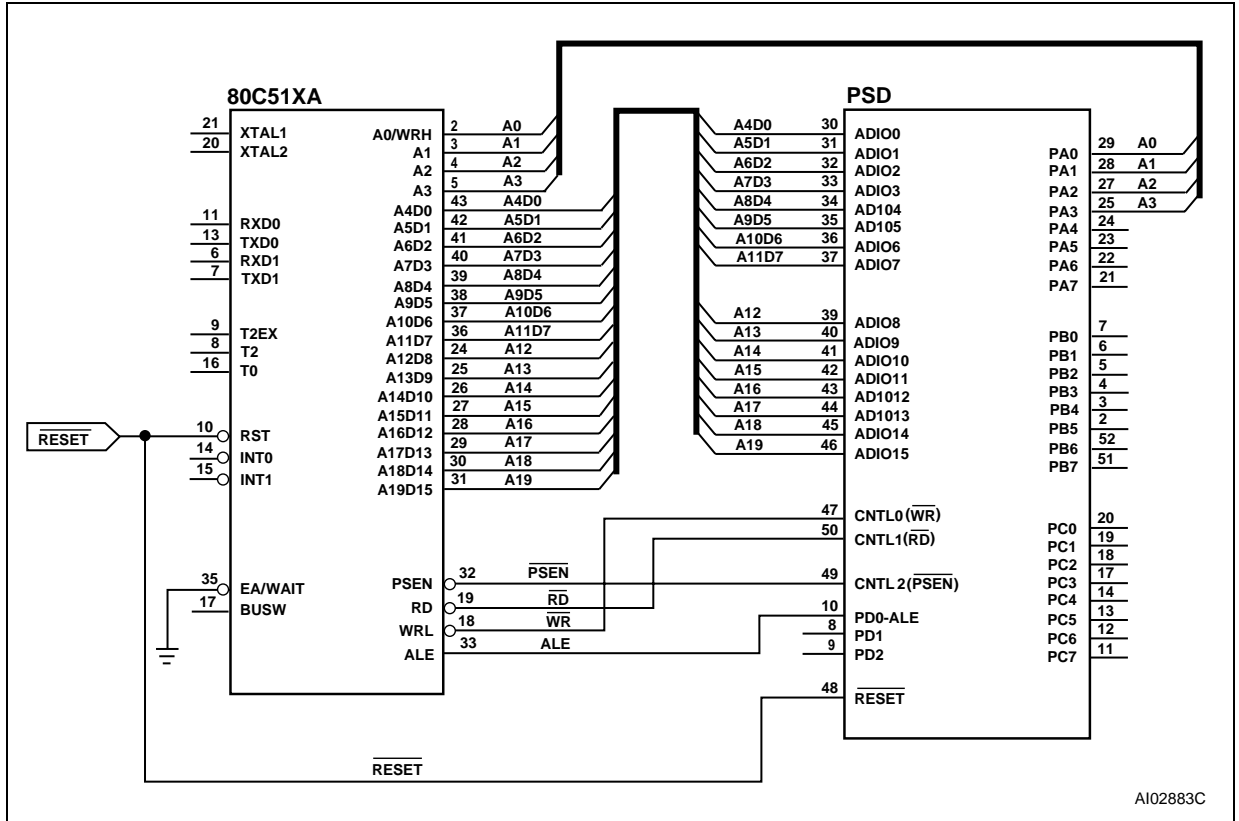 80C51XA
PSD
21 XTAL1
20 XTAL2
11 RXD0
13 TXD0
6 RXD1
7 TXD1
9 T2EX
8 T2
16 T0
RESET
10 RST
14 INT0
15 INT1
35 EA/WAIT
17 BUSW
A0/WRH 2 A0
A1 3 A1
A2 4 A2
A3 5 A3
A4D0 43 A4D0
A5D1 42 A5D1
A6D2 41 A6D2
A7D3 40 A7D3
A8D4 39 A8D4
A9D5 38 A9D5
A10D6 37 A10D6
A11D7 36 A11D7
A12D8 24 A12
A13D9 25 A13
A14D10 26 A14
A15D11 27 A15
A16D12 28 A16
A17D13 29 A17
A18D14 30 A18
A19D15 31 A19
PSEN 32 PSEN
RD 19 RD
WRL 18 WR
ALE 33 ALE
A4D0 30 ADIO0
A5D1 31 ADIO1
A6D2 32 ADIO2
A7D3 33 ADIO3
A8D4 34 AD104
A9D5 35 AD105
A10D6 36 ADIO6
A11D7 37 ADIO7
A12 39 ADIO8
A13 40 ADIO9
A14 41 ADIO10
A15 42 ADIO11
A16 43 AD1012
A17 44 AD1013
A18 45 ADIO14
A19 46 ADIO15
47 CNTL0(WR)
50 CNTL1(RD)
49 CNTL2(PSEN)
10 PD0-ALE
8 PD1
9 PD2
48 RESET
PA0 29 A0
PA1 28 A1
PA2 27 A2
PA3 25 A3
PA4 24
PA5 23
PA6 22
PA7 21
PB0 7
PB1 6
PB2 5
PB3 4
PB4 3
PB5 2
PB6 52
PB7 51
PC0 20
PC1 19
PC2 18
PC3 17
PC4 14
PC5 13
PC6 12
PC7 11
RESET
AI02883C